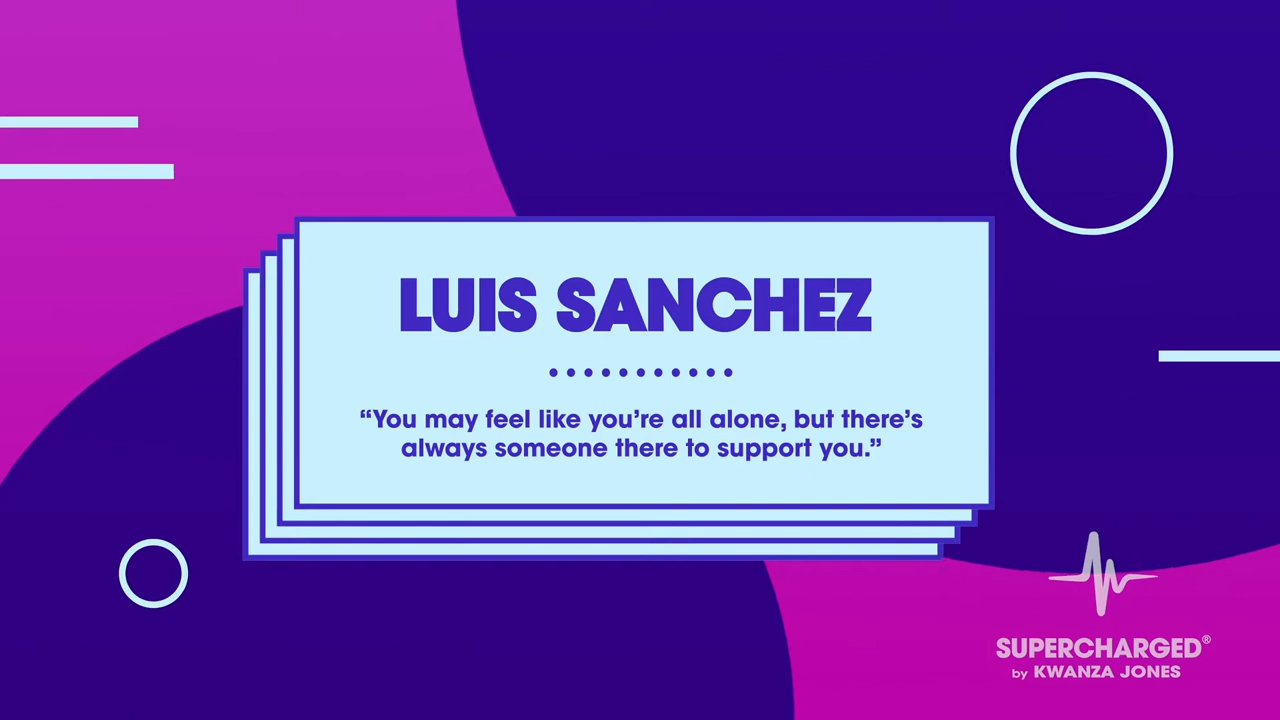 LUIS SANCHEZ
“You may feel like you’re all alone, but there’s
always someone there to support you.”
SUPERCHARGED®
by KWANZA JONES